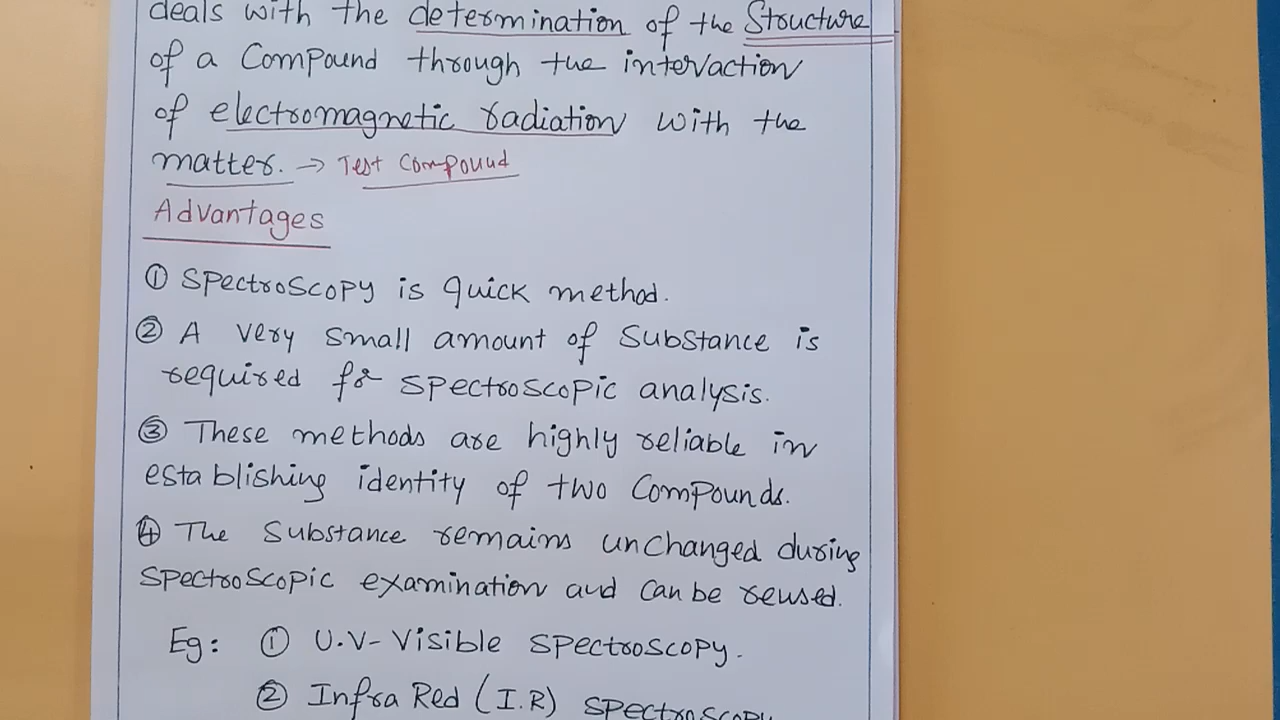 deals with the determination of the Structure
of a Compound through the interaction
of electromagnetic radiation with the
matter. → Test Compound
Advantages
① Spectroscopy is quick method.
② A very small amount of Substance is
required for spectroscopic analysis.
③ These methods are highly reliable in
establishing identity of two Compounds.
④ The Substance remains unchanged during
spectroscopic examination and can be reused.
Eg: ① U.V-Visible spectroscopy.
② Infra Red (I.R) spectroscopy